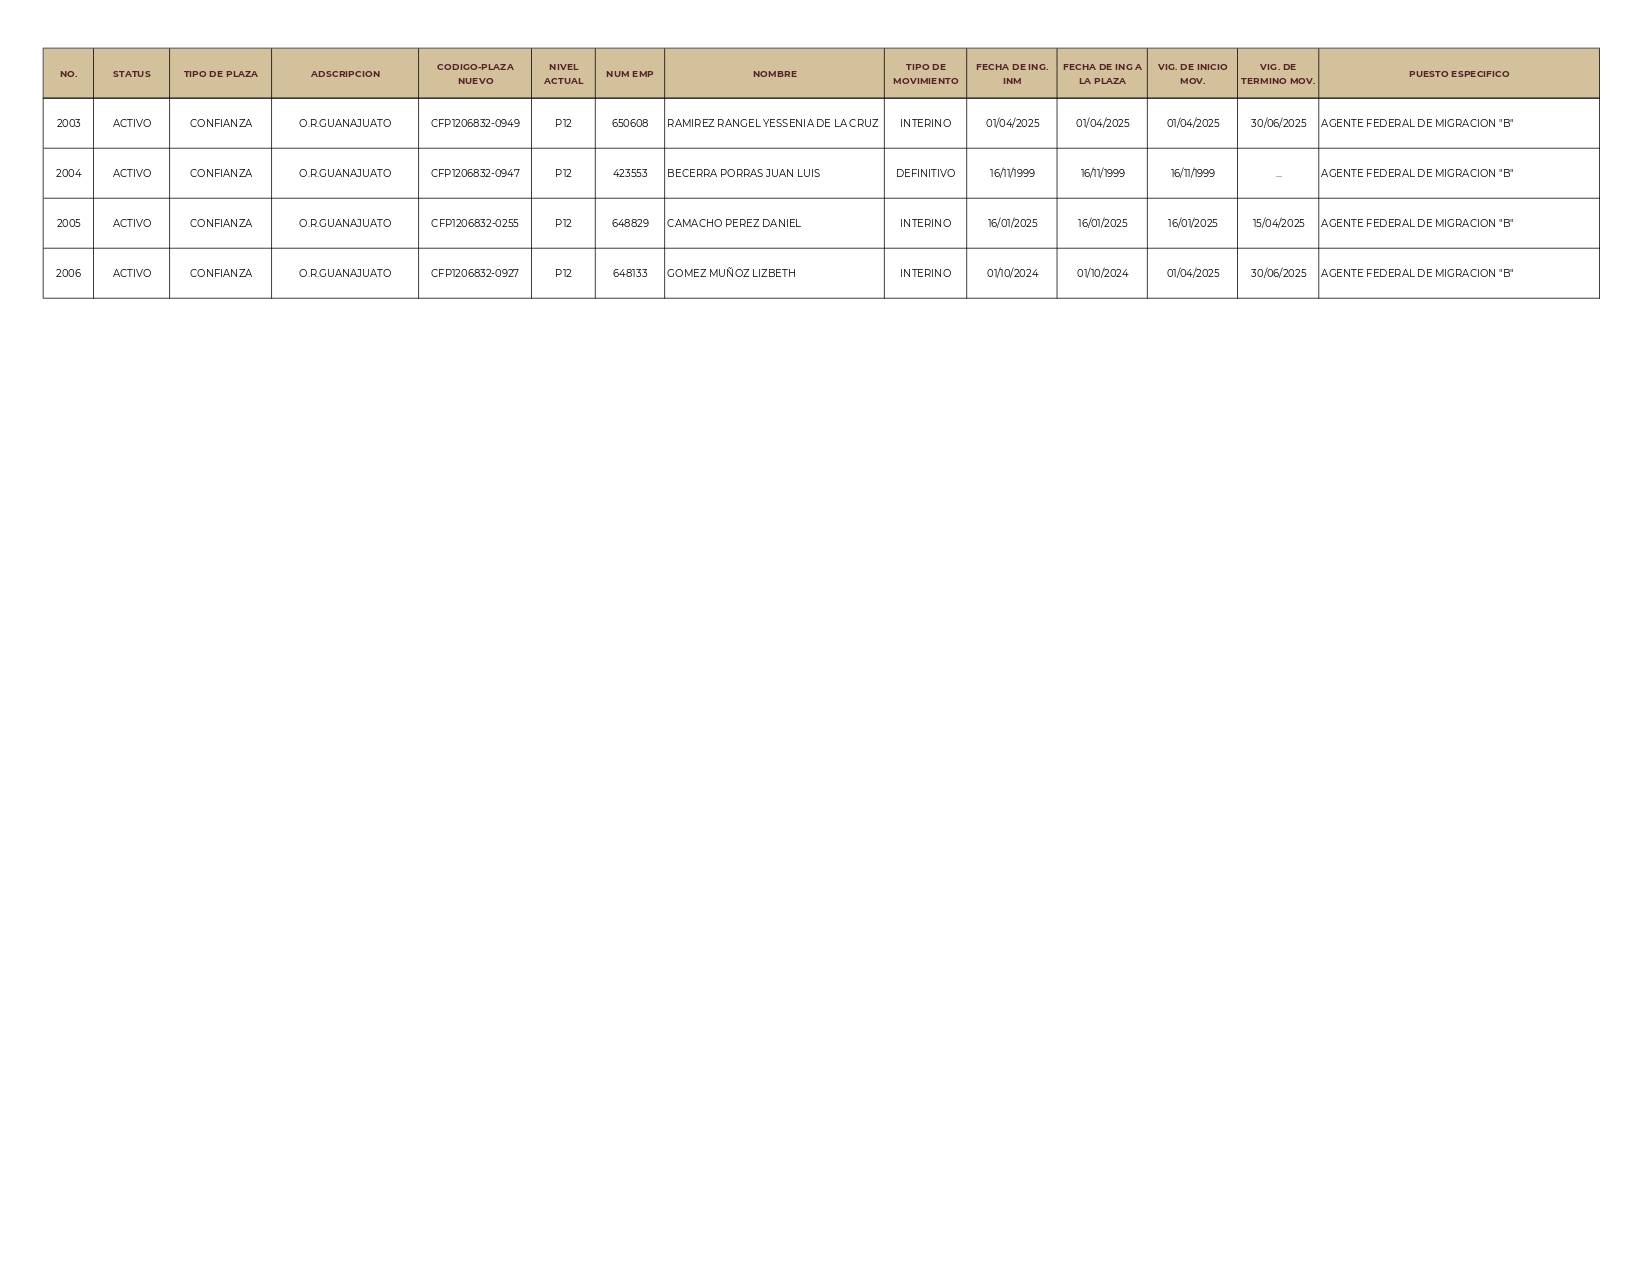 NO. STATUS TIPO DE PLAZA ADSCRIPCION CODIGO-PLAZA NUEVO NIVEL ACTUAL NUM EMP NOMBRE TIPO DE MOVIMIENTO FECHA DE ING. INM FECHA DE ING A LA PLAZA VIG. DE INICIO MOV. VIG. DE TERMINO MOV. PUESTO ESPECIFICO
2003 ACTIVO CONFIANZA O.R.GUANAJUATO CFP1206832-0949 P12 650608 RAMIREZ RANGEL YESSENIA DE LA CRUZ INTERINO 01/04/2025 01/04/2025 01/04/2025 30/06/2025 AGENTE FEDERAL DE MIGRACION "B"
2004 ACTIVO CONFIANZA O.R.GUANAJUATO CFP1206832-0947 P12 423553 BECERRA PORRAS JUAN LUIS DEFINITIVO 16/11/1999 16/11/1999 16/11/1999 ... AGENTE FEDERAL DE MIGRACION "B"
2005 ACTIVO CONFIANZA O.R.GUANAJUATO CFP1206832-0255 P12 648829 CAMACHO PEREZ DANIEL INTERINO 16/01/2025 16/01/2025 16/01/2025 15/04/2025 AGENTE FEDERAL DE MIGRACION "B"
2006 ACTIVO CONFIANZA O.R.GUANAJUATO CFP1206832-0927 P12 648133 GOMEZ MUÑOZ LIZBETH INTERINO 01/10/2024 01/10/2024 01/04/2025 30/06/2025 AGENTE FEDERAL DE MIGRACION "B"